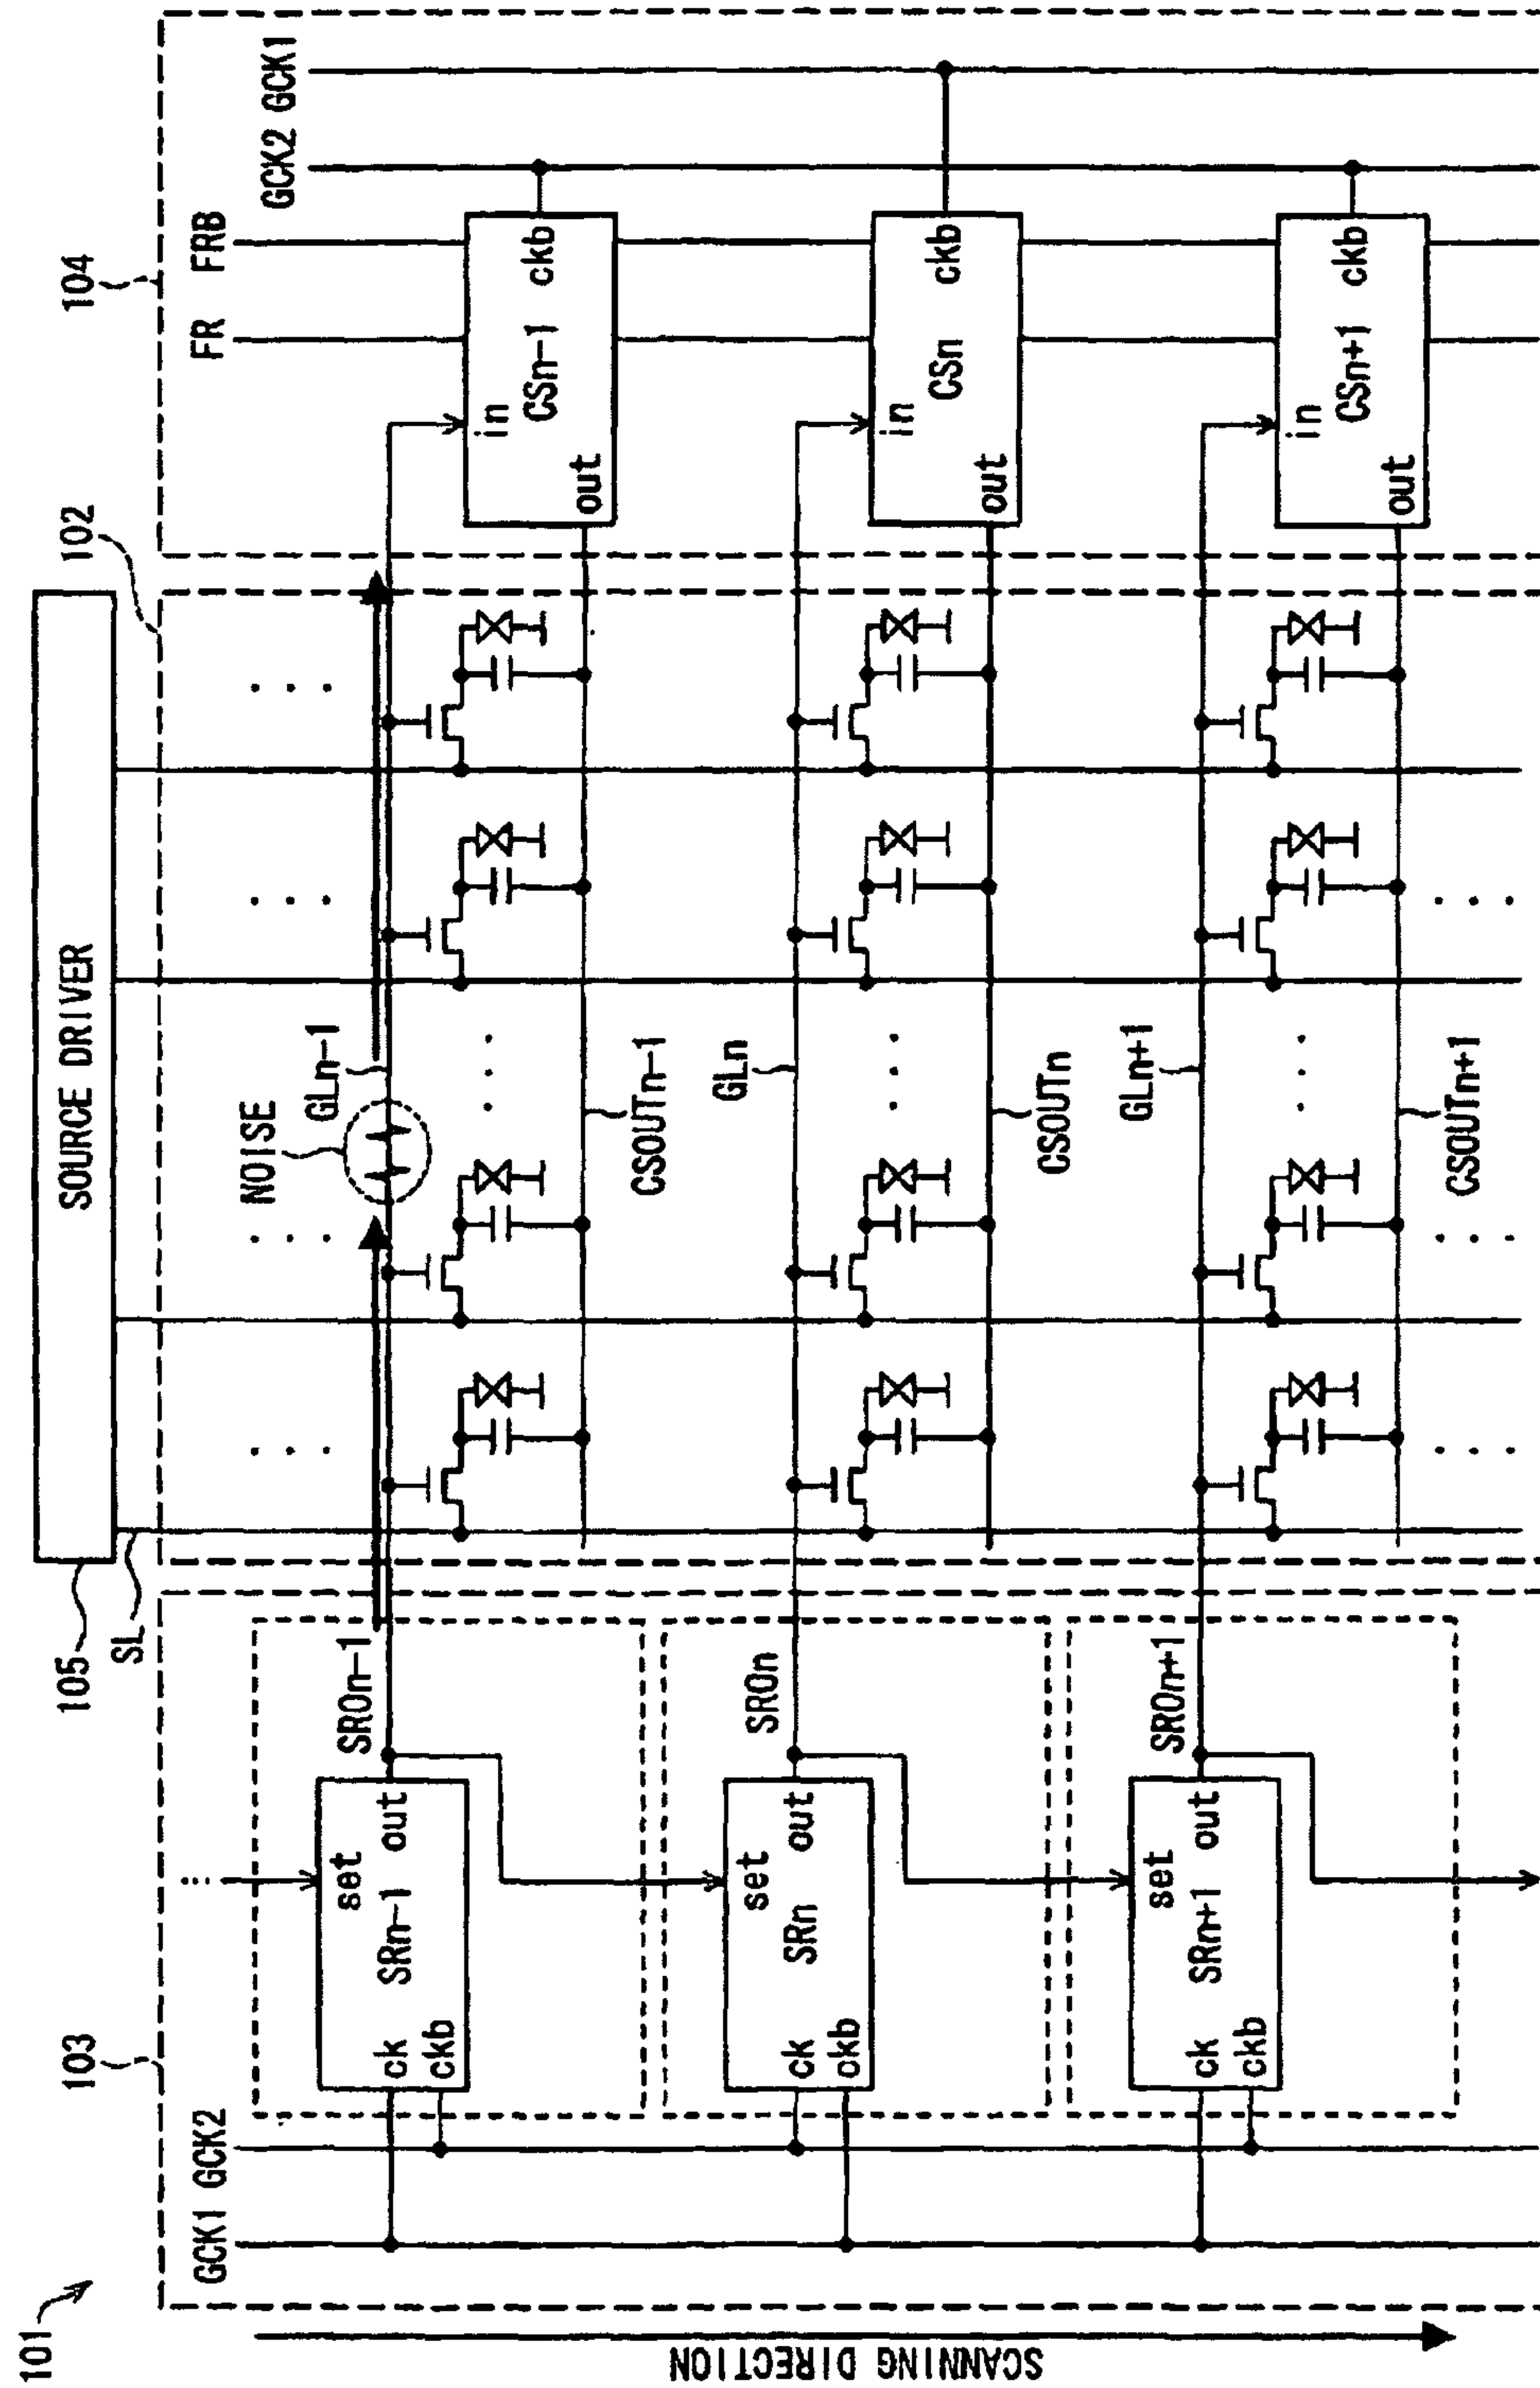 101
SCANNING DIRECTION
103
GCK1
GCK2
ck
ckb
SRn-1
set
out
SROn-1
ck
ckb
SRn
set
out
SROn
ck
ckb
SRn+1
set
out
SROn+1
105
SL
SOURCE DRIVER
102
NOISE
GLn-1
CSOUTn-1
GLn
CSOUTn
GLn+1
CSOUTn+1
104
FR
FRB
GCK2
GCK1
in
CSn-1
ckb
out
in
CSn
ckb
out
in
CSn+1
ckb
out